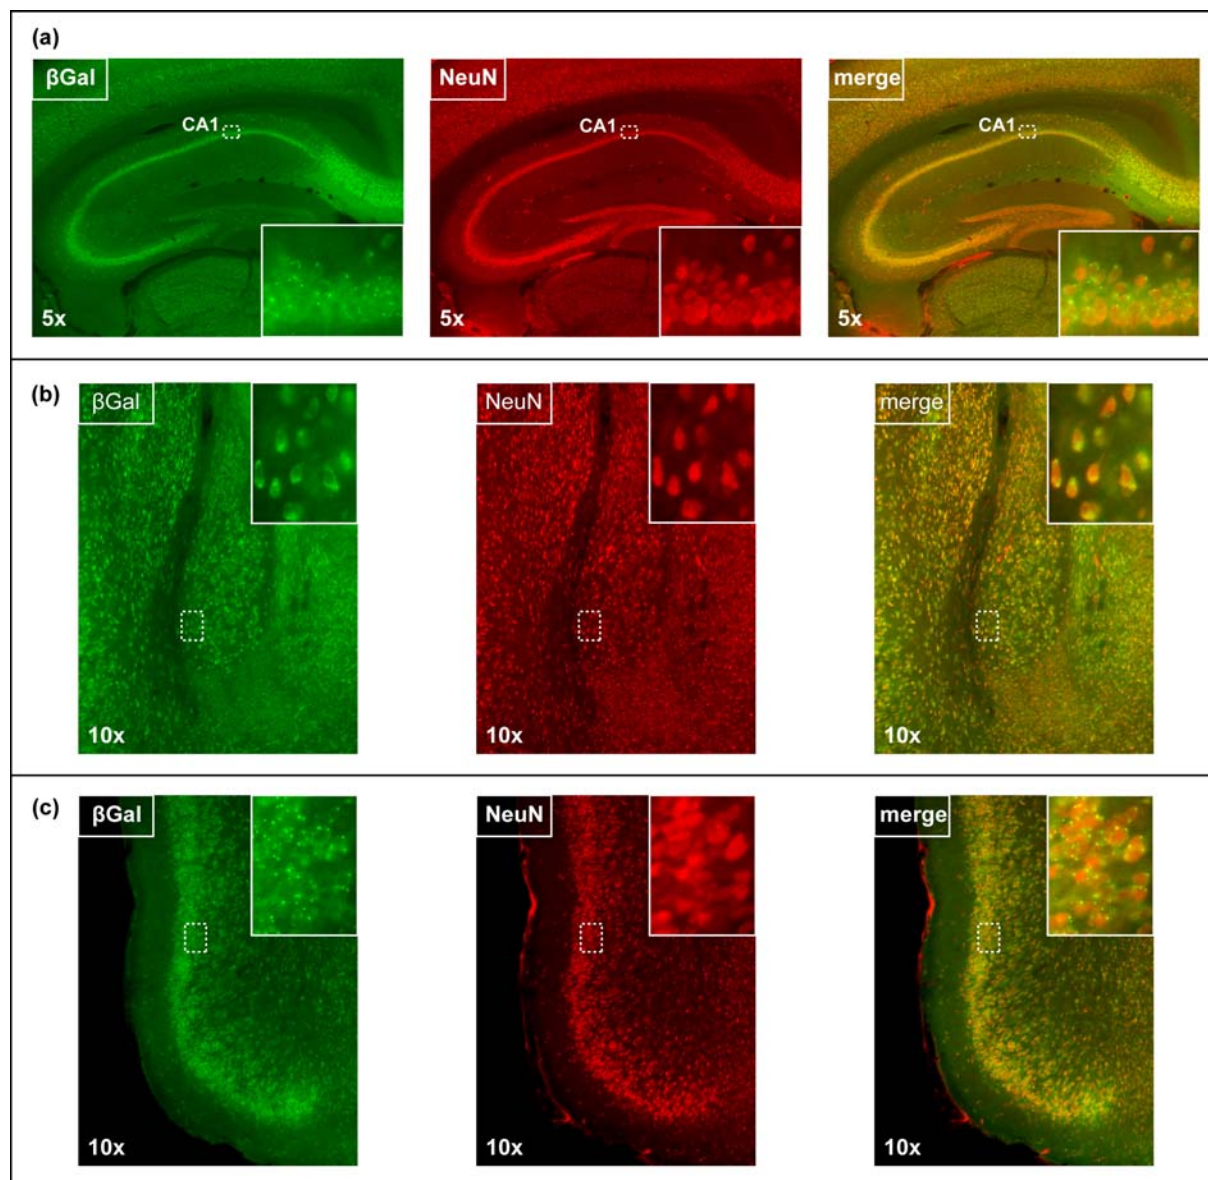 (a)
βGal
NeuN
merge
CA1
CA1
CA1
5x
5x
5x
(b)
βGal
NeuN
merge
10x
10x
10x
(c)
βGal
NeuN
merge
10x
10x
10x